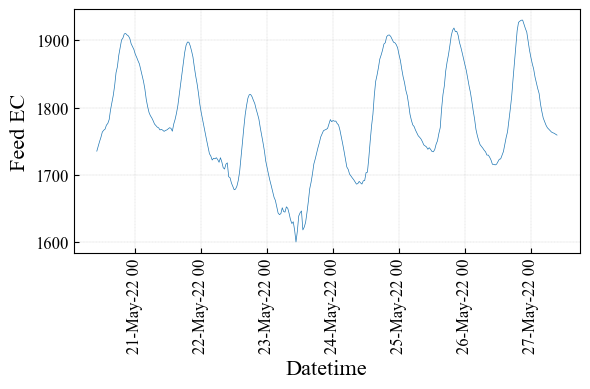 1900
1800
1700
1600
Feed EC
21-May-22 00
22-May-22 00
23-May-22 00
24-May-22 00
25-May-22 00
26-May-22 00
27-May-22 00
Datetime